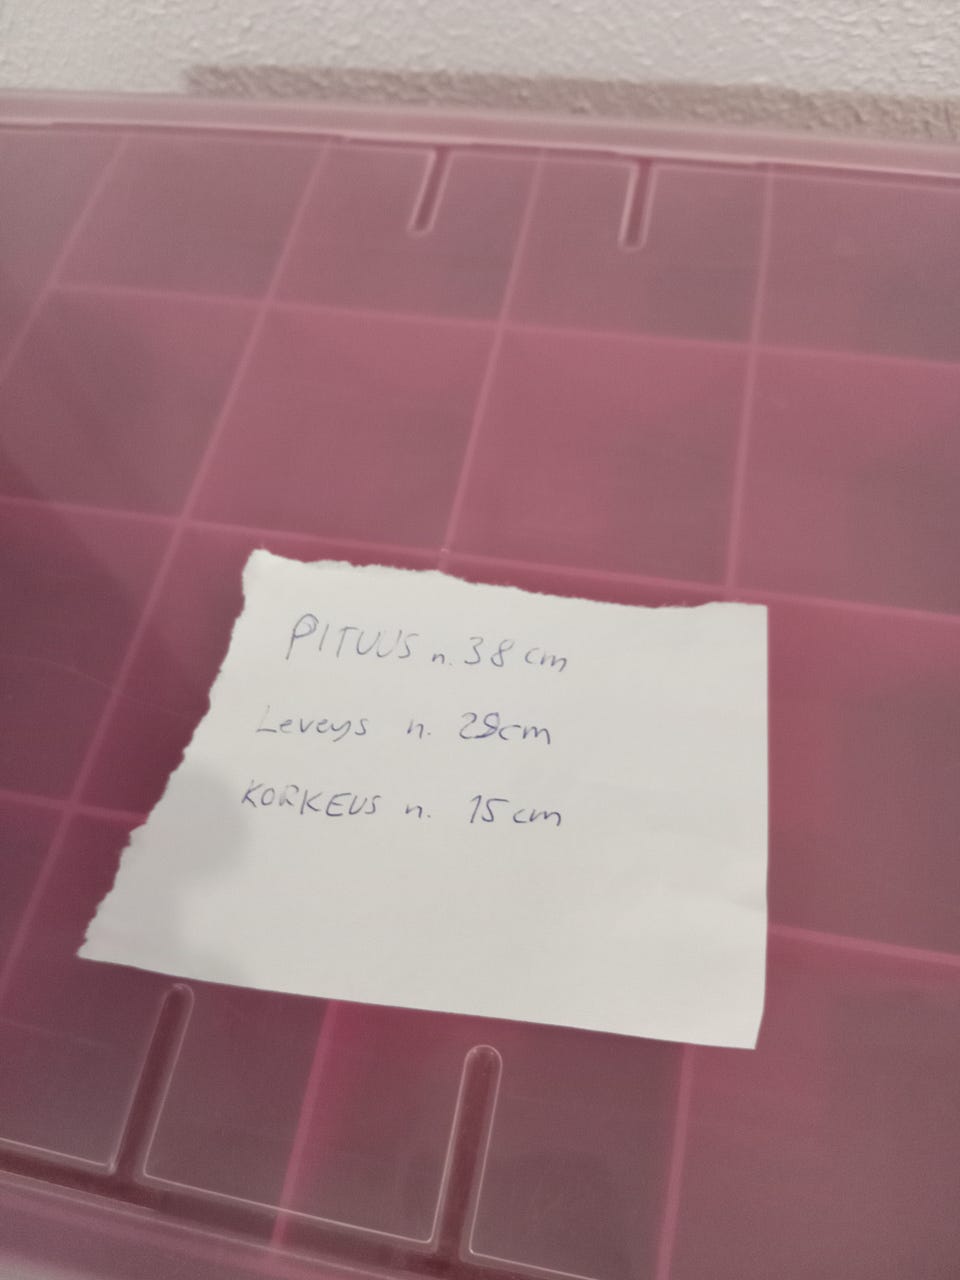 PITUUS n. 38 cm
Leveys n. 28cm
KORKEUS n. 15 cm